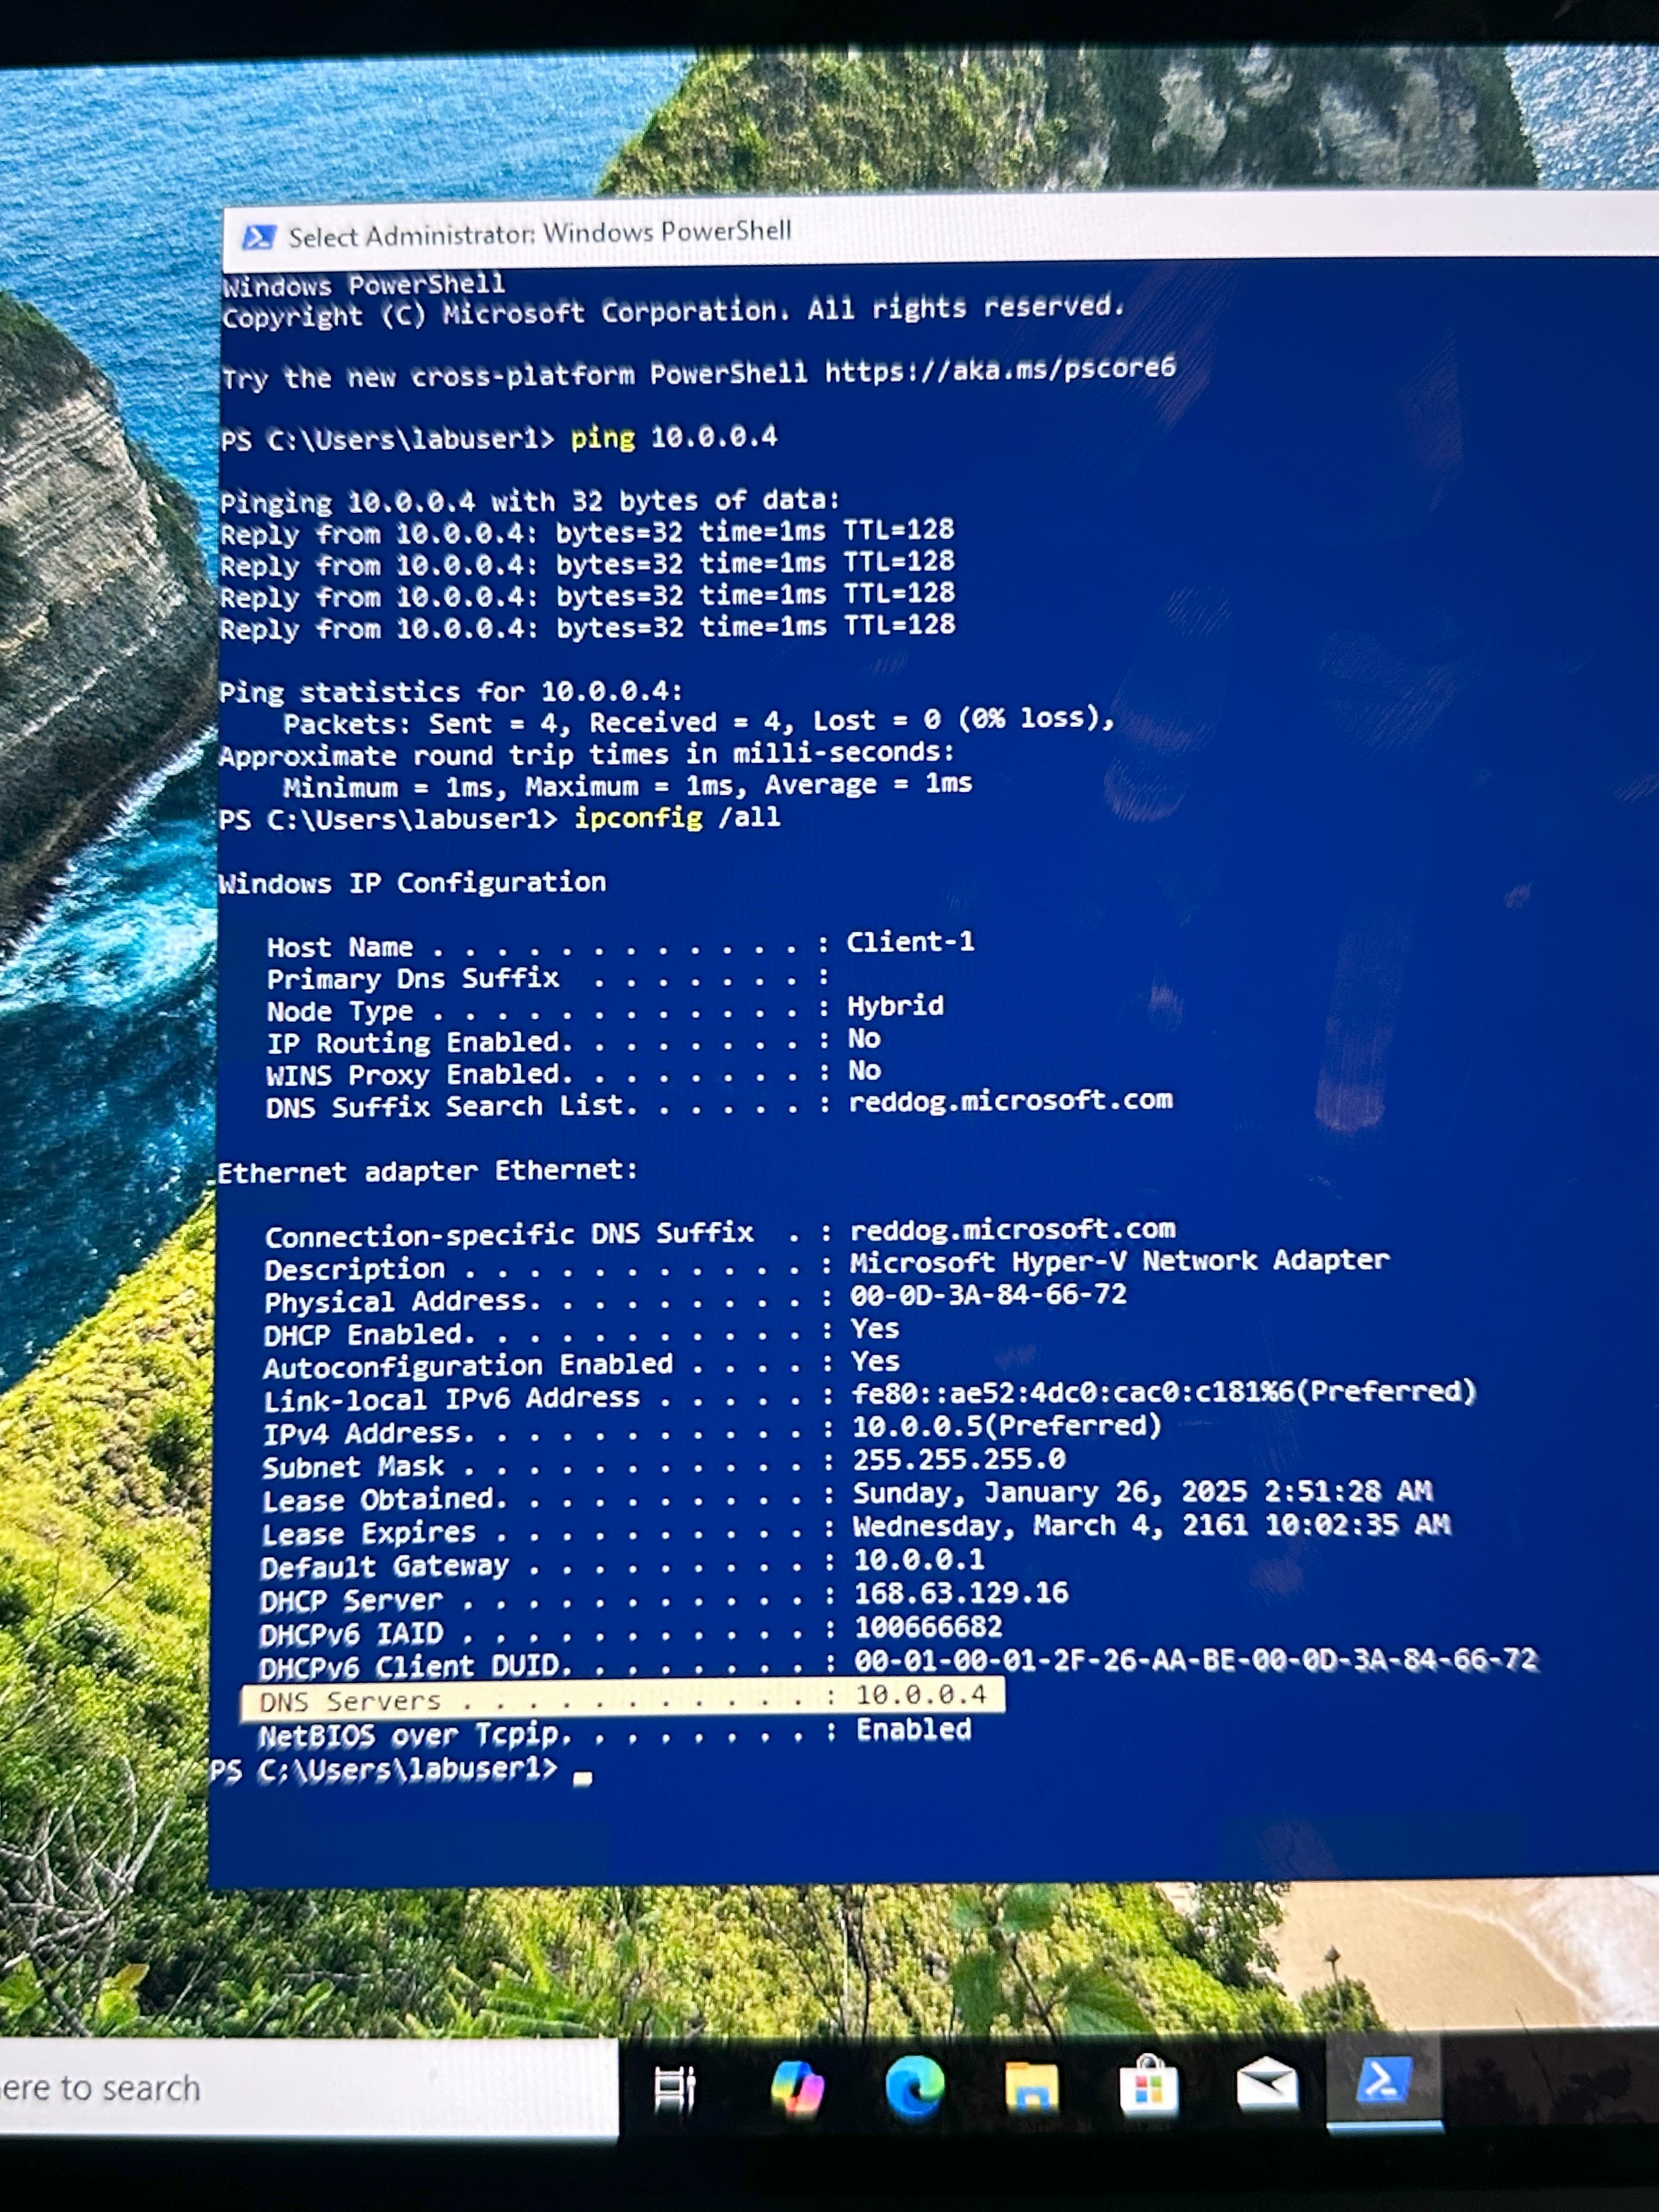 Select Administrator: Windows PowerShell
Windows PowerShell
Copyright (C) Microsoft Corporation. All rights reserved.
Try the new cross-platform PowerShell https://aka.ms/pscore6
PS C:\Users\labuser1> ping 10.0.0.4
Pinging 10.0.0.4 with 32 bytes of data:
Reply from 10.0.0.4: bytes=32 time=1ms TTL=128
Reply from 10.0.0.4: bytes=32 time=1ms TTL=128
Reply from 10.0.0.4: bytes=32 time=1ms TTL=128
Reply from 10.0.0.4: bytes=32 time=1ms TTL=128
Ping statistics for 10.0.0.4:
    Packets: Sent = 4, Received = 4, Lost = 0 (0% loss),
Approximate round trip times in milli-seconds:
    Minimum = 1ms, Maximum = 1ms, Average = 1ms
PS C:\Users\labuser1> ipconfig /all
Windows IP Configuration
   Host Name . . . . . . . . . . . . : Client-1
   Primary Dns Suffix  . . . . . . . :
   Node Type . . . . . . . . . . . . : Hybrid
   IP Routing Enabled. . . . . . . . : No
   WINS Proxy Enabled. . . . . . . . : No
   DNS Suffix Search List. . . . . . : reddog.microsoft.com
Ethernet adapter Ethernet:
   Connection-specific DNS Suffix  . : reddog.microsoft.com
   Description . . . . . . . . . . . : Microsoft Hyper-V Network Adapter
   Physical Address. . . . . . . . . : 00-0D-3A-84-66-72
   DHCP Enabled. . . . . . . . . . . : Yes
   Autoconfiguration Enabled . . . . : Yes
   Link-local IPv6 Address . . . . . : fe80::ae52:4dc0:cac0:c181%6(Preferred)
   IPv4 Address. . . . . . . . . . . : 10.0.0.5(Preferred)
   Subnet Mask . . . . . . . . . . . : 255.255.255.0
   Lease Obtained. . . . . . . . . . : Sunday, January 26, 2025 2:51:28 AM
   Lease Expires . . . . . . . . . . : Wednesday, March 4, 2161 10:02:35 AM
   Default Gateway . . . . . . . . . : 10.0.0.1
   DHCP Server . . . . . . . . . . . : 168.63.129.16
   DHCPv6 IAID . . . . . . . . . . . : 100666682
   DHCPv6 Client DUID. . . . . . . . : 00-01-00-01-2F-26-AA-BE-00-0D-3A-84-66-72
   DNS Servers . . . . . . . . . . . : 10.0.0.4
   NetBIOS over Tcpip. . . . . . . . : Enabled
PS C:\Users\labuser1>
ere to search